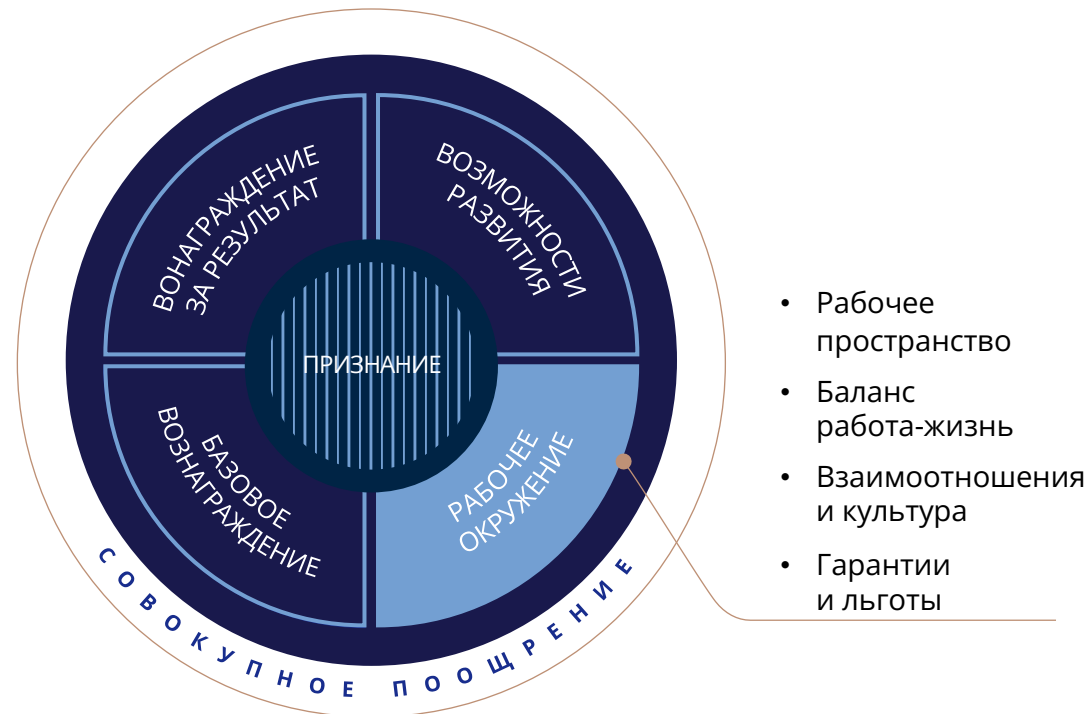 ВОНАГРАЖДЕНИЕ
ЗА РЕЗУЛЬТАТ
ВОЗМОЖНОСТИ
РАЗВИТИЯ
ПРИЗНАНИЕ
БАЗОВОЕ
ВОЗНАГРАЖДЕНИЕ
РАБОЧЕЕ
ОКРУЖЕНИЕ
СОВОКУПНОЕ ПООЩРЕНИЕ
• Рабочее
пространство
• Баланс
работа-жизнь
• Взаимоотношения
и культура
• Гарантии
и льготы